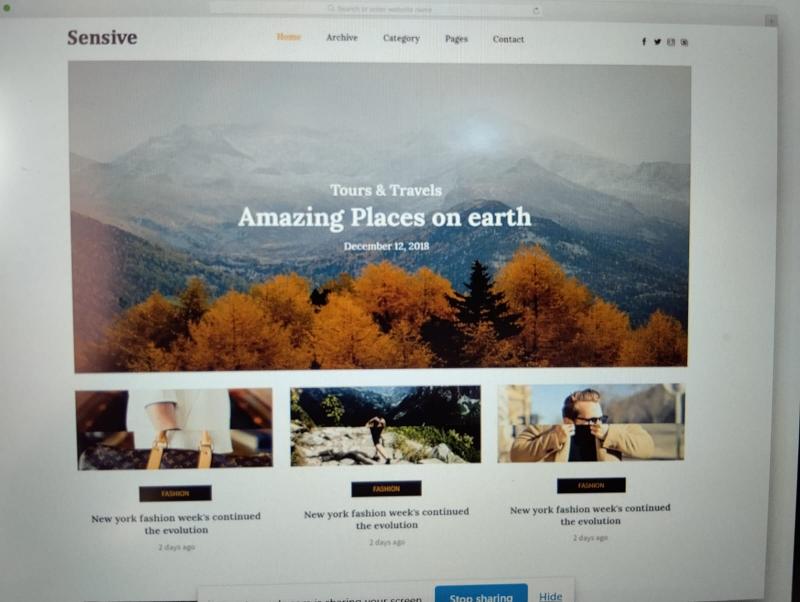 Search or enter website name
Sensive
Home Archive Category Pages Contact
Tours & Travels
Amazing Places on earth
December 12, 2018
FASHION
New york fashion week's continued
the evolution
2 days ago
FASHION
New york fashion week's continued
the evolution
2 days ago
FASHION
New york fashion week's continued
the evolution
2 days ago
is sharing your screen.
Stop sharing
Hide